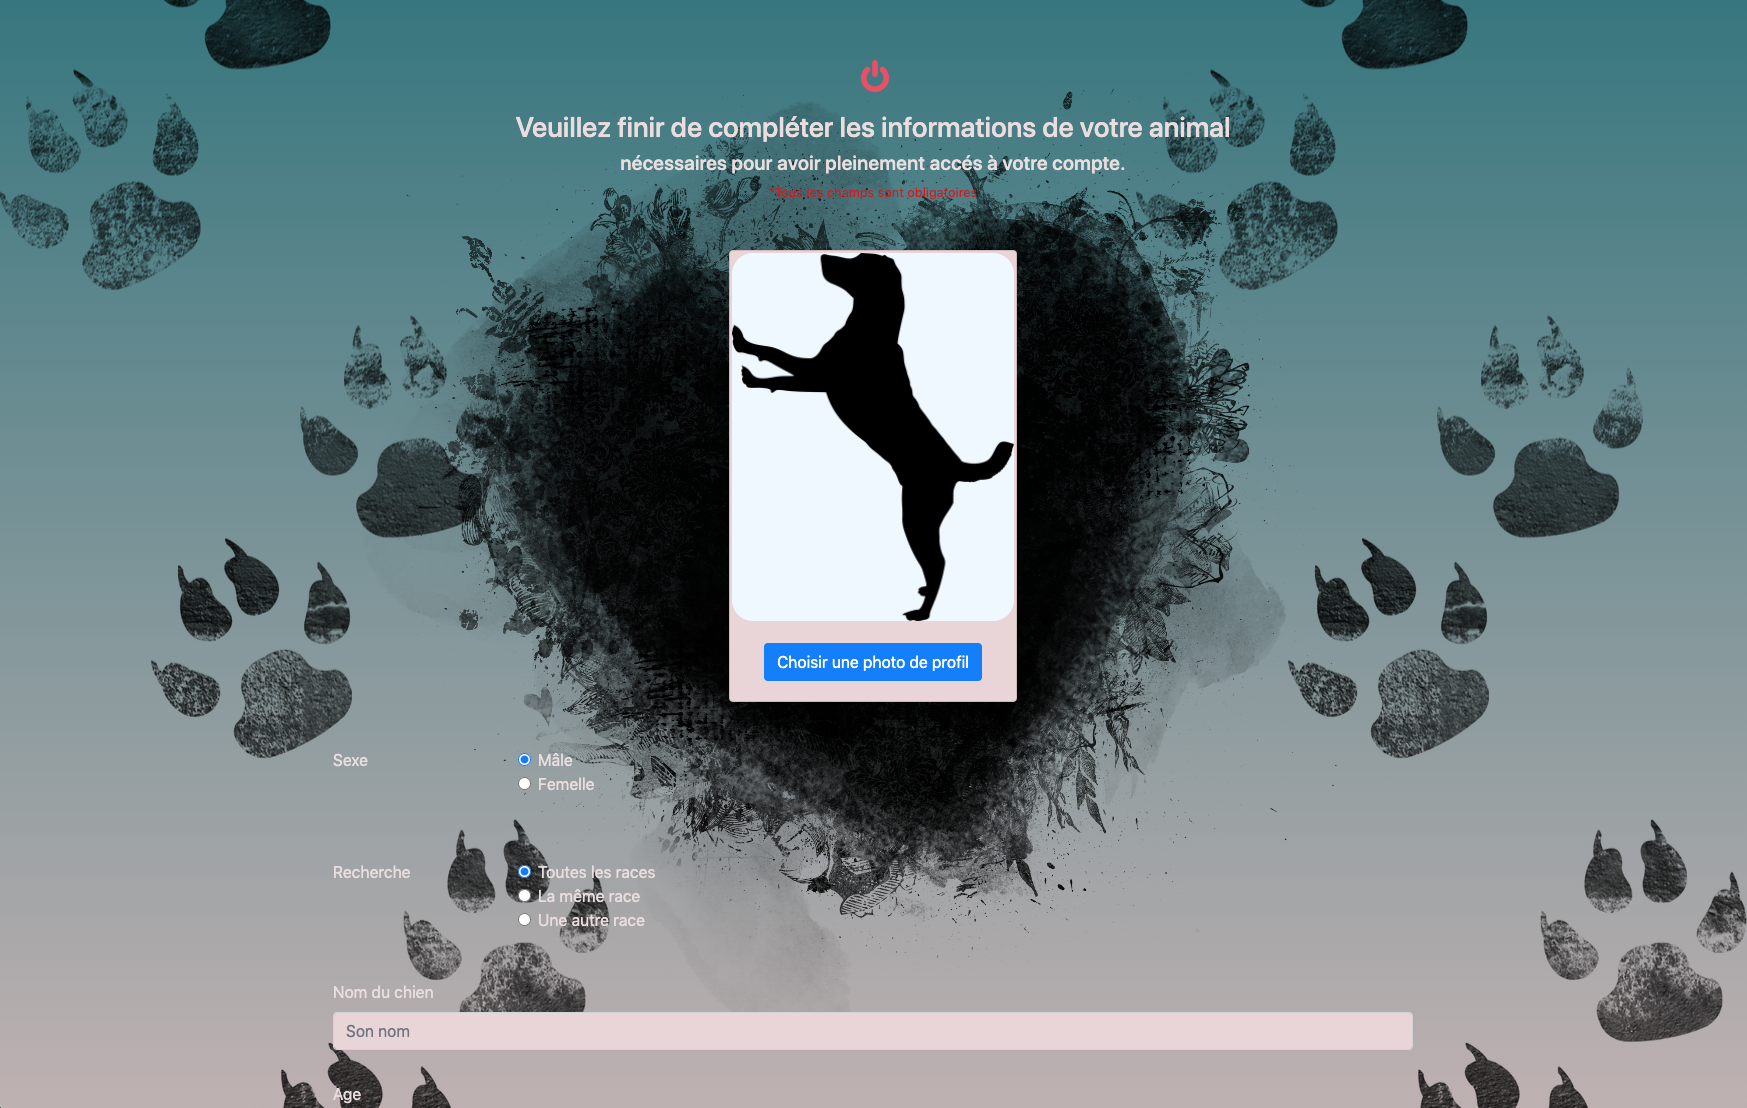 Veuillez finir de compléter les informations de votre animal
nécessaires pour avoir pleinement accés à votre compte.
*Tous les champs sont obligatoires
Choisir une photo de profil
Sexe
Mâle
Femelle
Recherche
Toutes les races
La même race
Une autre race
Nom du chien
Son nom
Âge